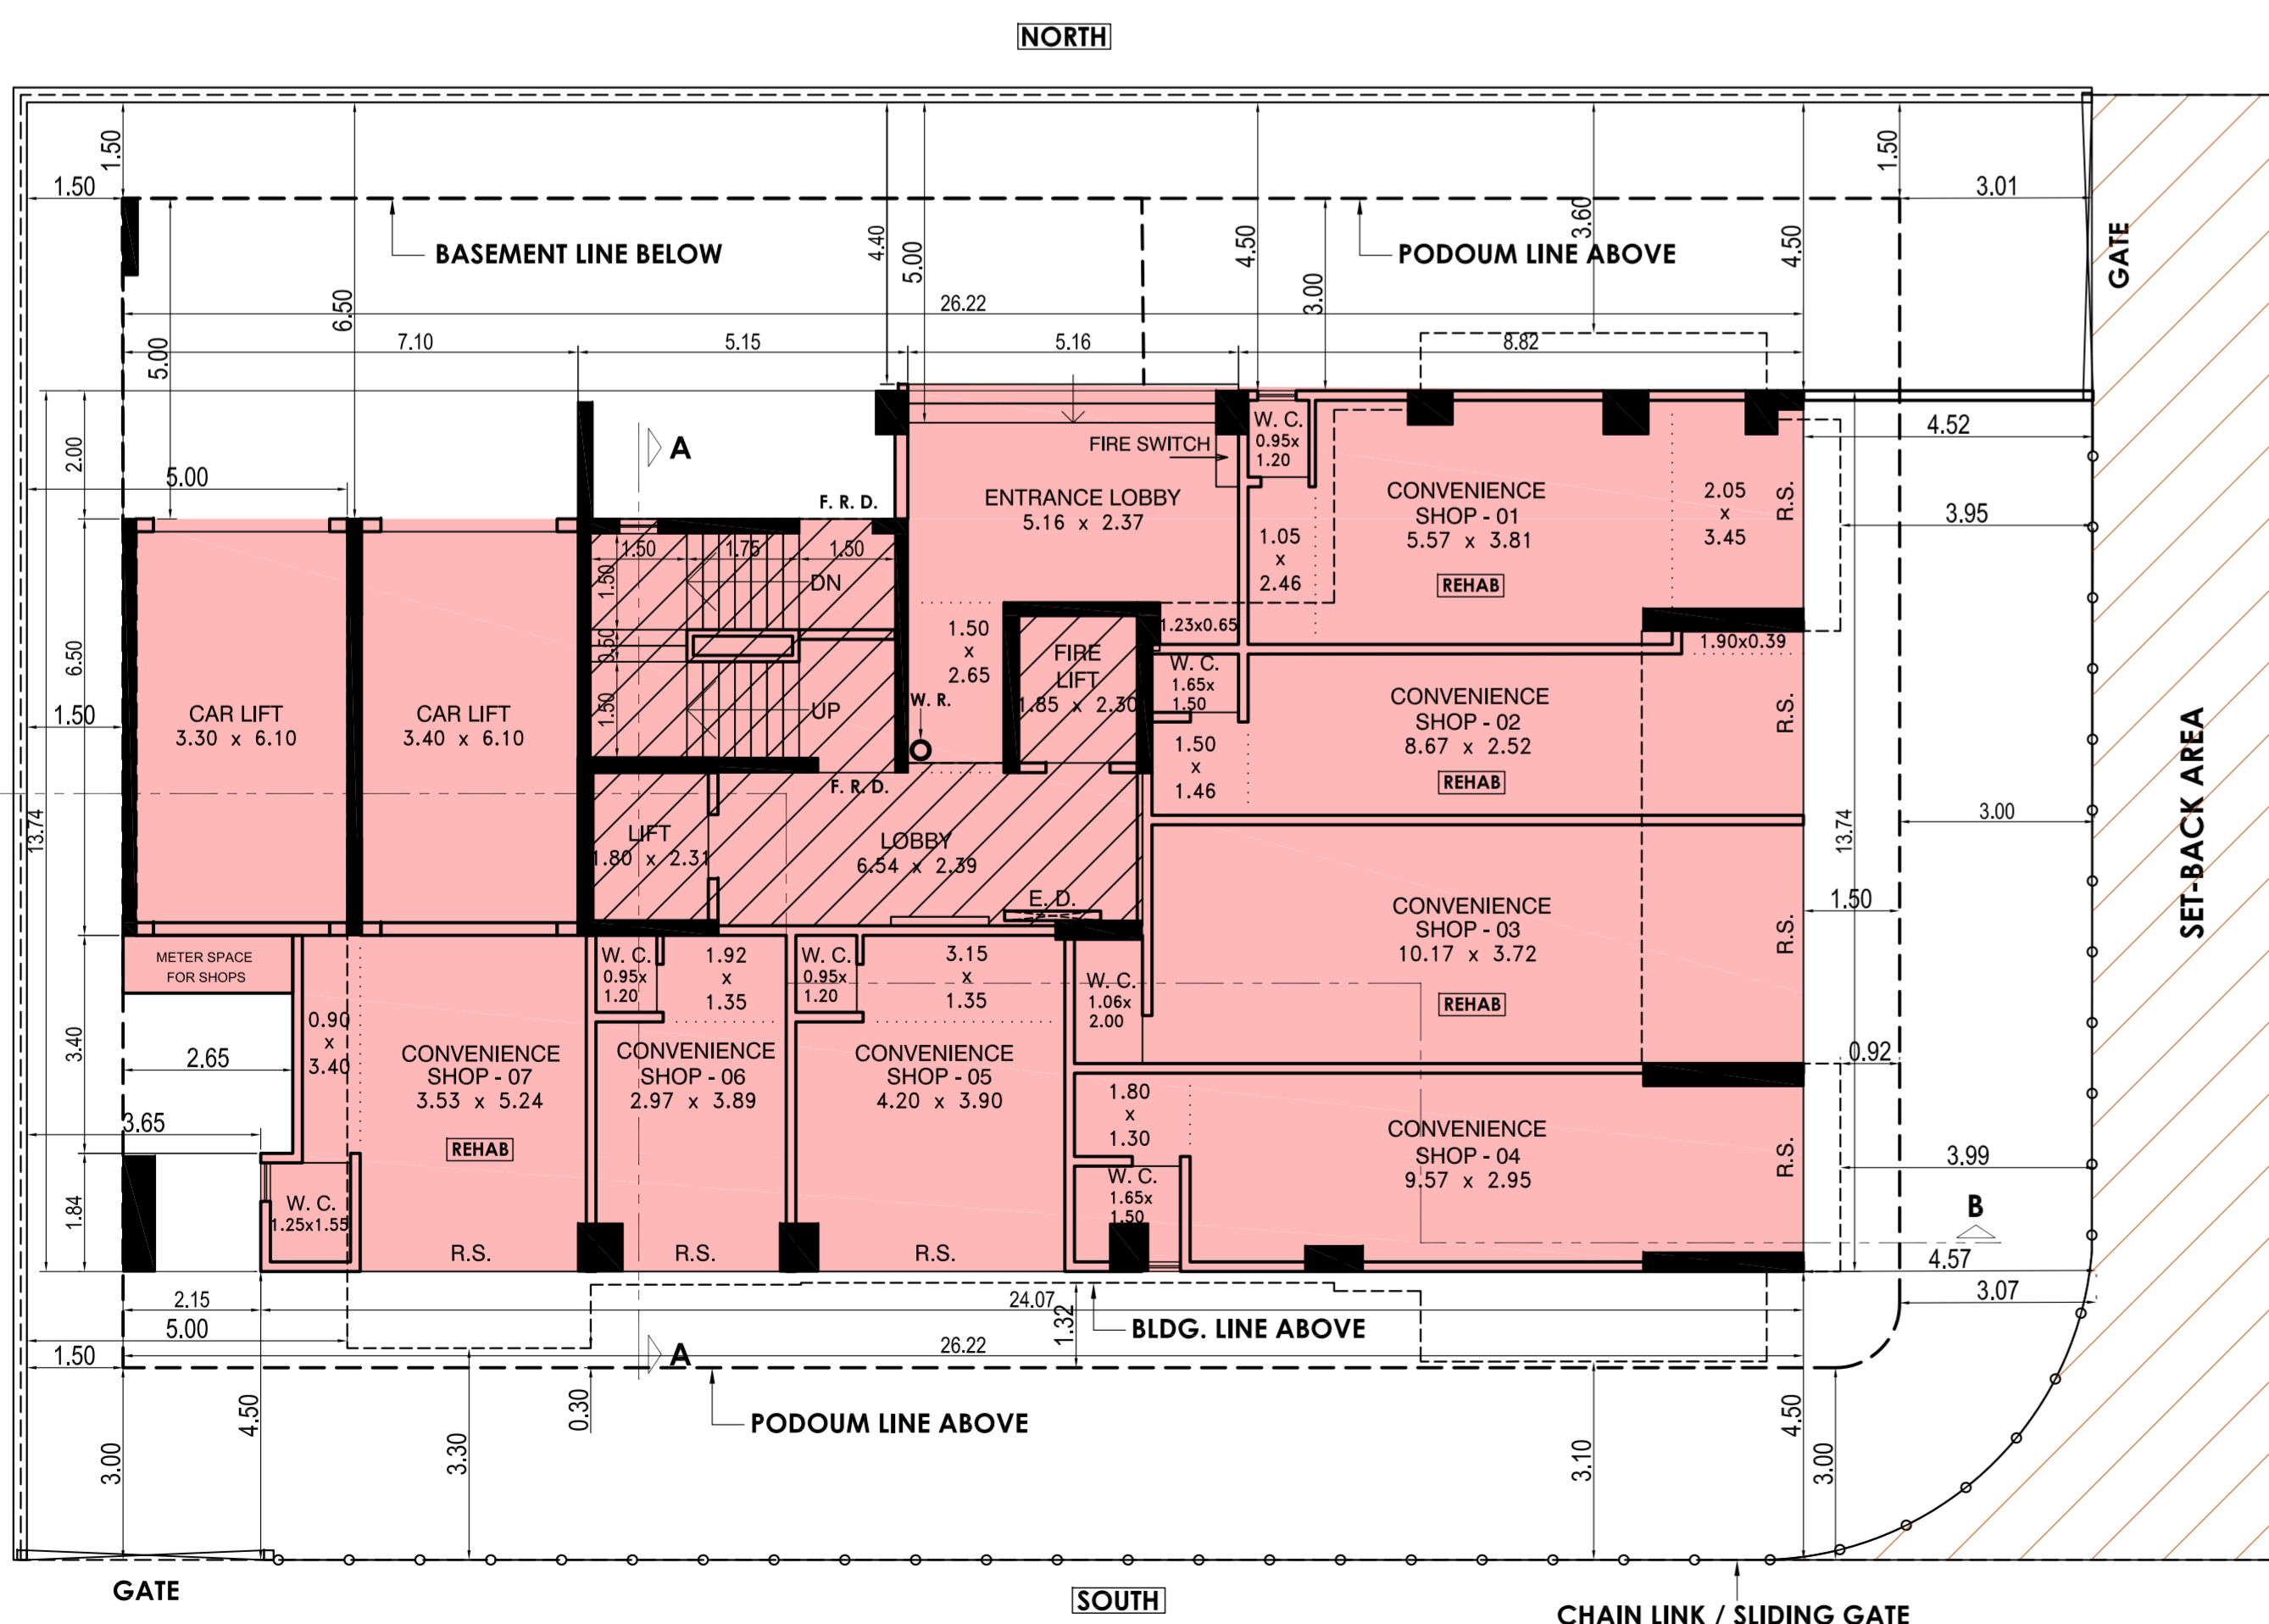 NORTH
1.50
1.50
1.50
3.01
BASEMENT LINE BELOW
PODOUM LINE ABOVE
GATE
4.40
5.00
4.50
3.60
4.50
3.00
6.50
5.00
26.22
7.10
5.15
5.16
8.82
2.00
5.00
A
FIRE SWITCH
W. C.
0.95x
1.20
4.52
F. R. D.
ENTRANCE LOBBY
5.16 x 2.37
CONVENIENCE
SHOP - 01
5.57 x 3.81
REHAB
2.05
x
3.45
R.S.
3.95
1.05
x
2.46
1.50
1.75
1.50
1.50
DN
0.50
1.50
UP
1.50
x
2.65
W. R.
FIRE
LIFT
1.85 x 2.30
1.23x0.65
1.90x0.39
W. C.
1.65x
1.50
CONVENIENCE
SHOP - 02
8.67 x 2.52
REHAB
R.S.
6.50
1.50
CAR LIFT
3.30 x 6.10
CAR LIFT
3.40 x 6.10
1.50
x
1.46
F. R. D.
13.74
13.74
3.00
SET-BACK AREA
LIFT
1.80 x 2.31
LOBBY
6.54 x 2.39
E. D.
CONVENIENCE
SHOP - 03
10.17 x 3.72
REHAB
R.S.
1.50
METER SPACE
FOR SHOPS
W. C.
0.95x
1.20
1.92
x
1.35
W. C.
0.95x
1.20
3.15
x
1.35
W. C.
1.06x
2.00
0.90
x
3.40
3.40
2.65
0.92
CONVENIENCE
SHOP - 07
3.53 x 5.24
REHAB
CONVENIENCE
SHOP - 06
2.97 x 3.89
CONVENIENCE
SHOP - 05
4.20 x 3.90
1.80
x
1.30
CONVENIENCE
SHOP - 04
9.57 x 2.95
R.S.
3.65
3.99
1.84
W. C.
1.25x1.55
W. C.
1.65x
1.50
B
R.S.
R.S.
R.S.
4.57
2.15
24.07
3.07
5.00
1.32
BLDG. LINE ABOVE
1.50
A
26.22
4.50
0.30
PODOUM LINE ABOVE
3.00
3.30
3.10
4.50
3.00
GATE
SOUTH
CHAIN LINK / SLIDING GATE